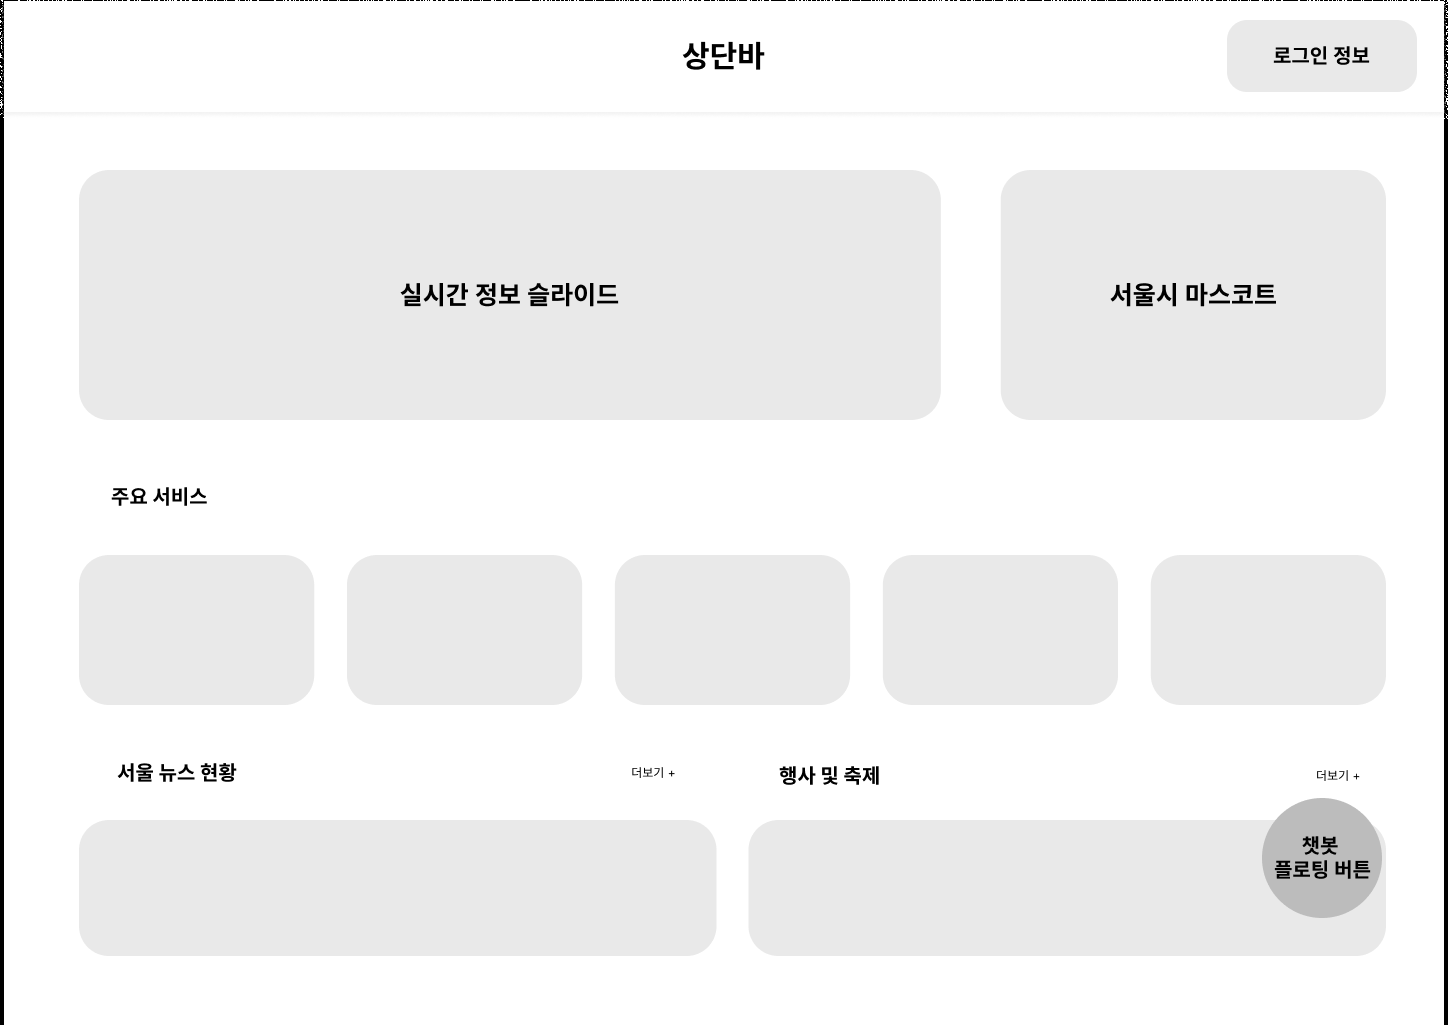 상단바
로그인 정보
실시간 정보 슬라이드
서울시 마스코트
주요 서비스
서울 뉴스 현황
더보기 +
행사 및 축제
더보기 +
챗봇
플로팅 버튼